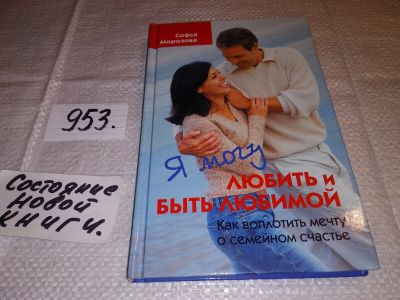 953.
Состояние
Новой
Книги.
Софья
Морозова
Я могу
ЛЮБИТЬ и
БЫТЬ ЛЮБИМОЙ
Как воплотить мечту
о семейном счастье